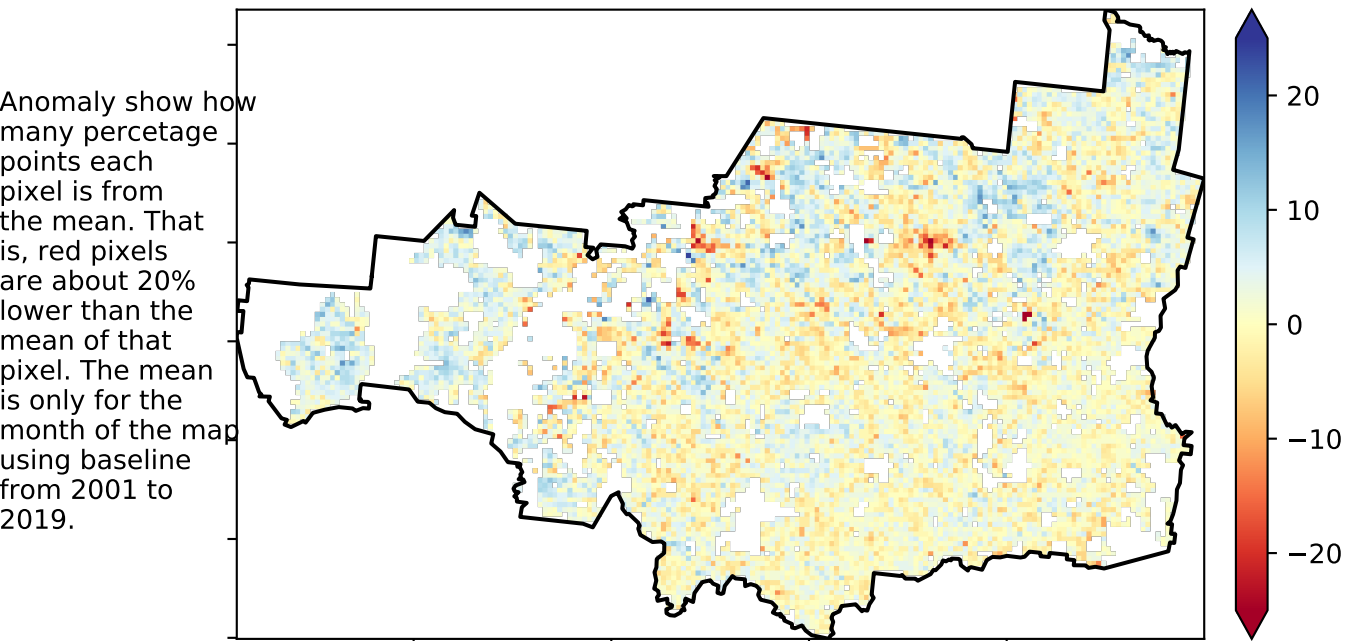 Anomaly show how
many percetage
points each
pixel is from
the mean. That
is, red pixels
are about 20%
lower than the
mean of that
pixel. The mean
is only for the
month of the map
using baseline
from 2001 to
2019.
20
10
0
−10
−20